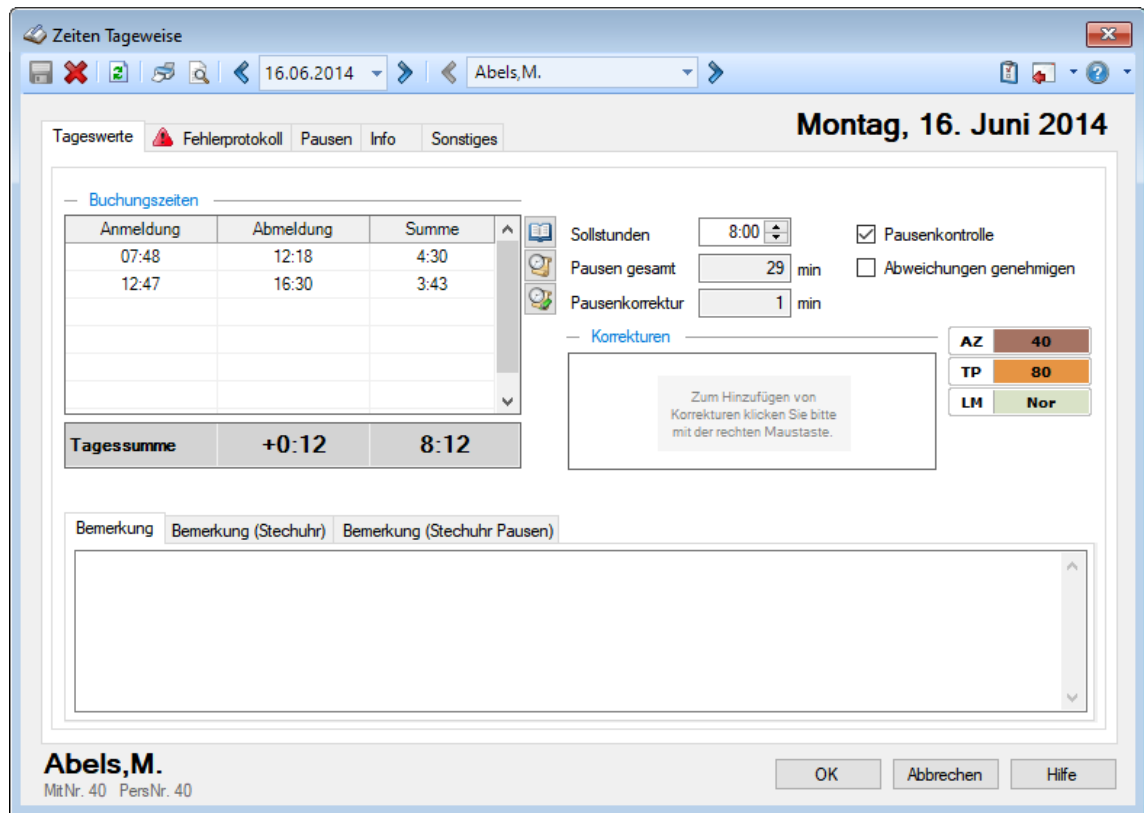 Zeiten Tageweise
16.06.2014 Abels,M.
Montag, 16. Juni 2014
Tageswerte Fehlerprotokoll Pausen Info Sonstiges
Buchungszeiten
Anmeldung Abmeldung Summe
07:48 12:18 4:30
12:47 16:30 3:43
Tagessumme +0:12 8:12
Sollstunden 8:00
Pausen gesamt 29 min
Pausenkorrektur 1 min
Pausenkontrolle
Abweichungen genehmigen
Korrekturen
Zum Hinzufügen von
Korrekturen klicken Sie bitte
mit der rechten Maustaste.
AZ 40
TP 80
LM Nor
Bemerkung Bemerkung (Stechuhr) Bemerkung (Stechuhr Pausen)
Abels,M.
MitNr. 40 PersNr. 40
OK Abbrechen Hilfe